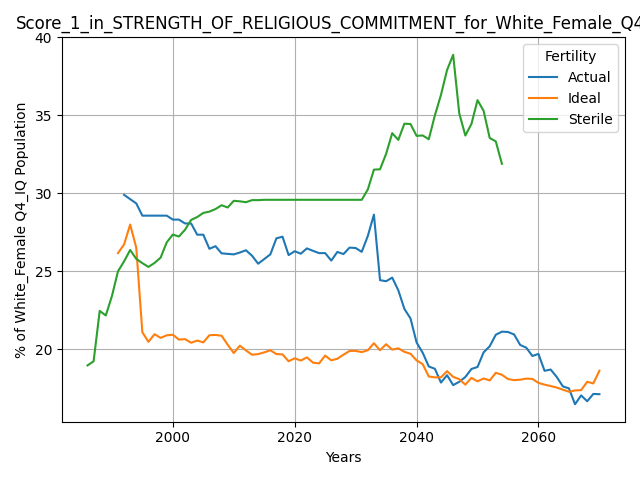 Score_1_in_STRENGTH_OF_RELIGIOUS_COMMITMENT_for_White_Female_Q4
% of White_Female Q4_IQ Population
40
35
30
25
20
Fertility
Actual
Ideal
Sterile
2000
2020
2040
2060
Years